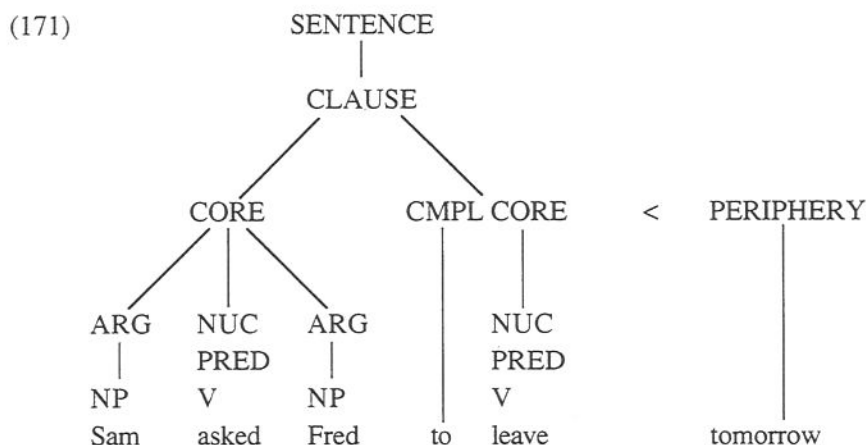 (171) SENTENCE
CLAUSE
CORE CMPL CORE < PERIPHERY
ARG NUC ARG NUC
PRED PRED
NP V NP V
Sam asked Fred to leave tomorrow